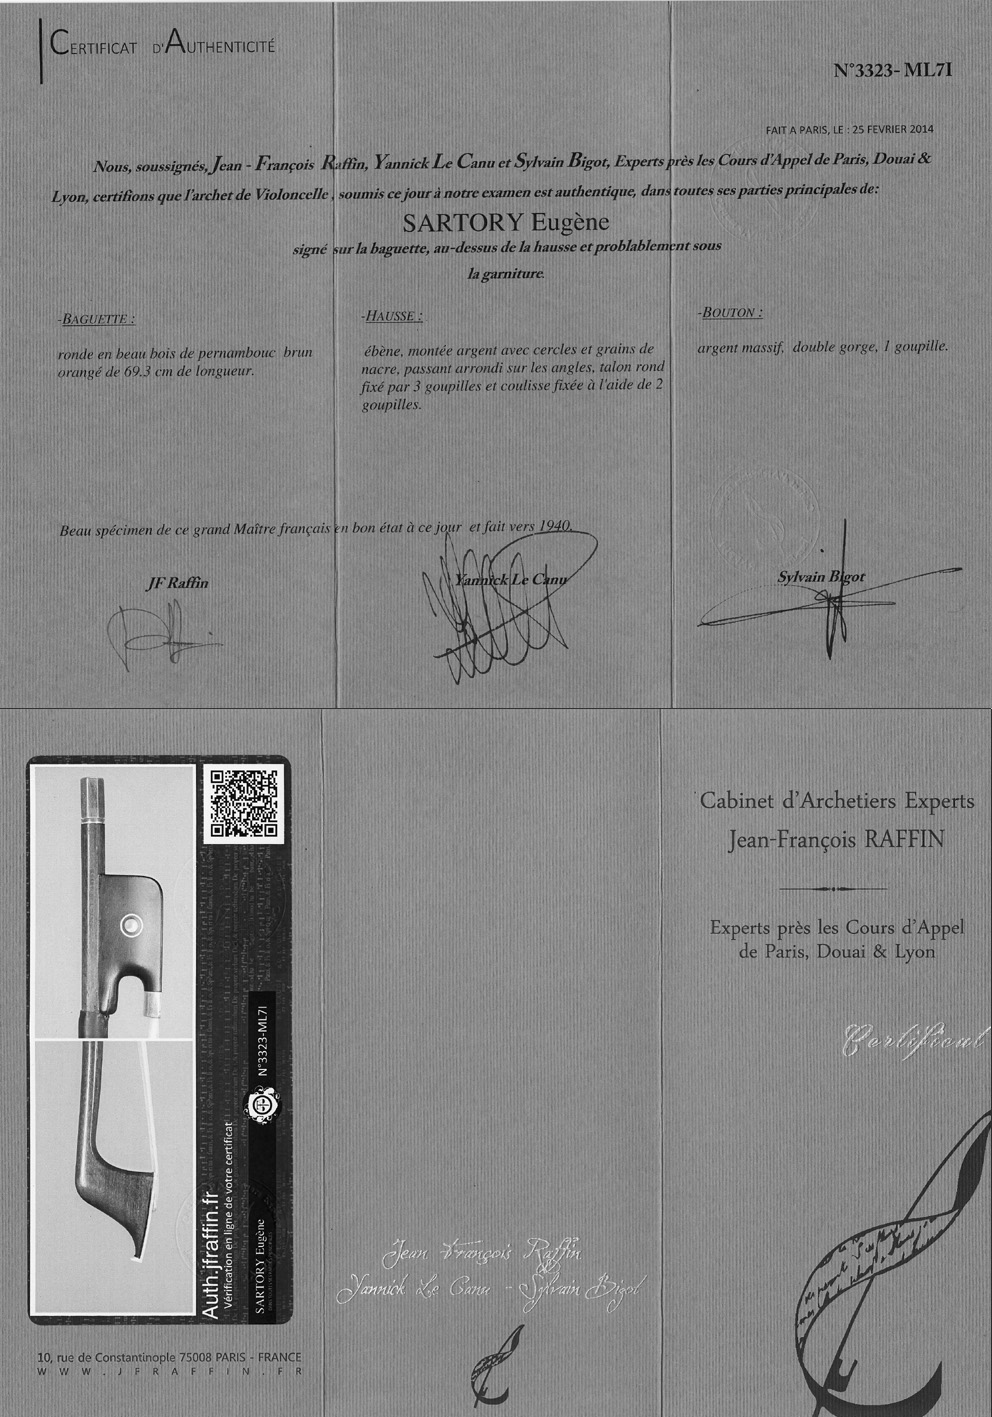 CERTIFICAT D'AUTHENTICITÉ
N°3323- ML7I
FAIT A PARIS, LE : 25 FEVRIER 2014
Nous, soussignés, Jean - François Raffin, Yannick Le Canu et Sylvain Bigot, Experts près les Cours d'Appel de Paris, Douai &
Lyon, certifions que l'archet de Violoncelle , soumis ce jour à notre examen est authentique, dans toutes ses parties principales de:
SARTORY Eugène
signé sur la baguette, au-dessus de la hausse et problablement sous
la garniture.
-BAGUETTE :
ronde en beau bois de pernambouc brun
orangé de 69.3 cm de longueur.
-HAUSSE :
ébène, montée argent avec cercles et grains de
nacre, passant arrondi sur les angles, talon rond
fixé par 3 goupilles et coulisse fixée à l'aide de 2
goupilles.
-BOUTON :
argent massif, double gorge, 1 goupille.
Beau spécimen de ce grand Maître français en bon état à ce jour et fait vers 1940.
JF Raffin
Yannick Le Canu
Sylvain Bigot
Auth.jfraffin.fr
Vérification en ligne de votre certificat
SARTORY Eugène
N°3323-ML7I
10, rue de Constantinople 75008 PARIS - FRANCE
WWW.JFRAFFIN.FR
Jean François Raffin
Yannick Le Canu - Sylvain Bigot
Cabinet d'Archetiers Experts
Jean-François RAFFIN
Experts près les Cours d'Appel
de Paris, Douai & Lyon
Certificat